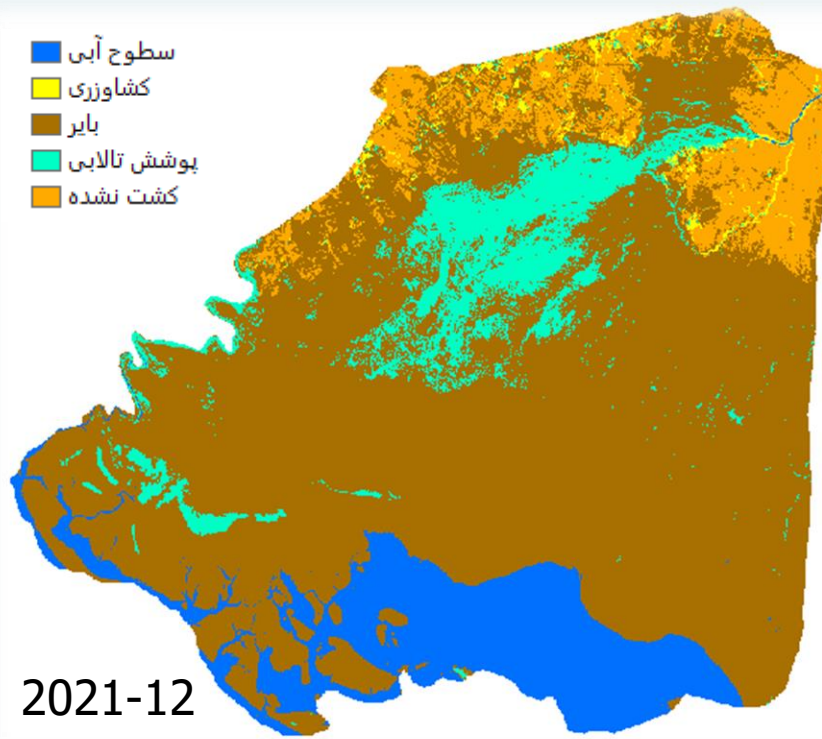 سطوح آبی
کشاورزی
بایر
پوشش تالابی
کشت نشده
2021-12